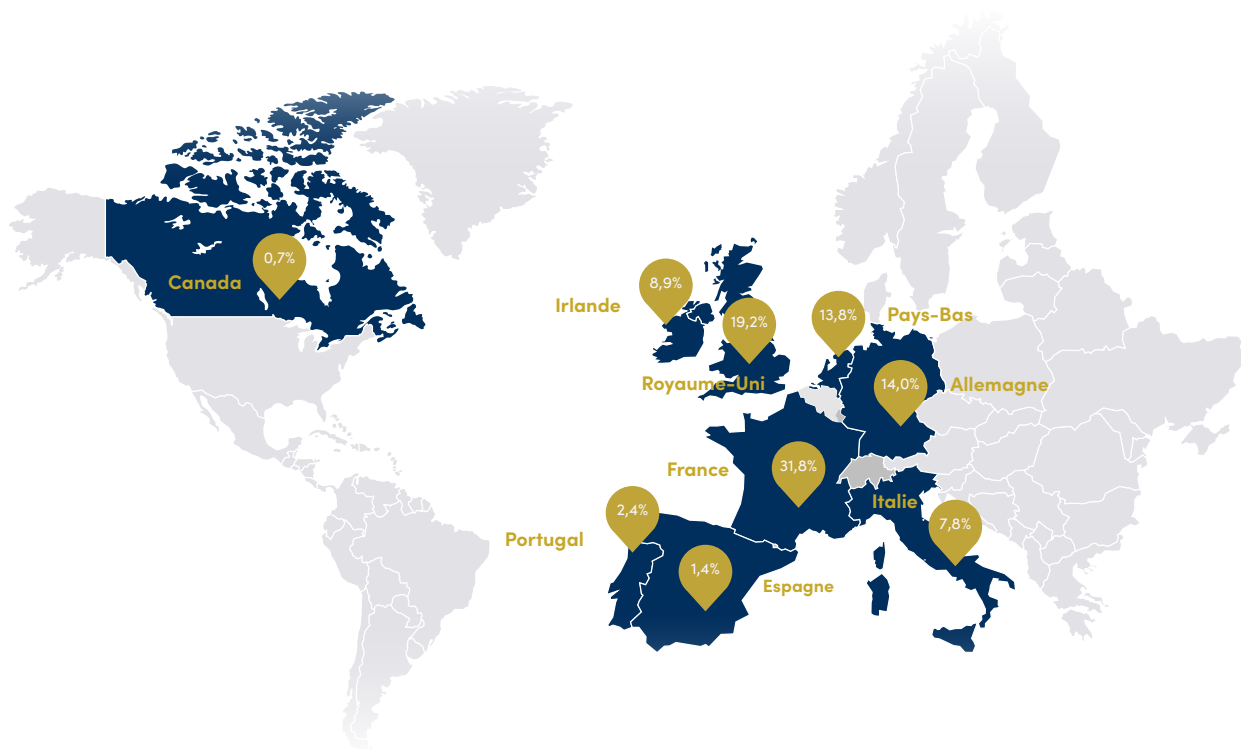 Canada
0,7%
Irlande
8,9%
19,2%
Royaume-Uni
13,8%
Pays-Bas
14,0%
Allemagne
France
31,8%
Italie
7,8%
Portugal
2,4%
1,4%
Espagne